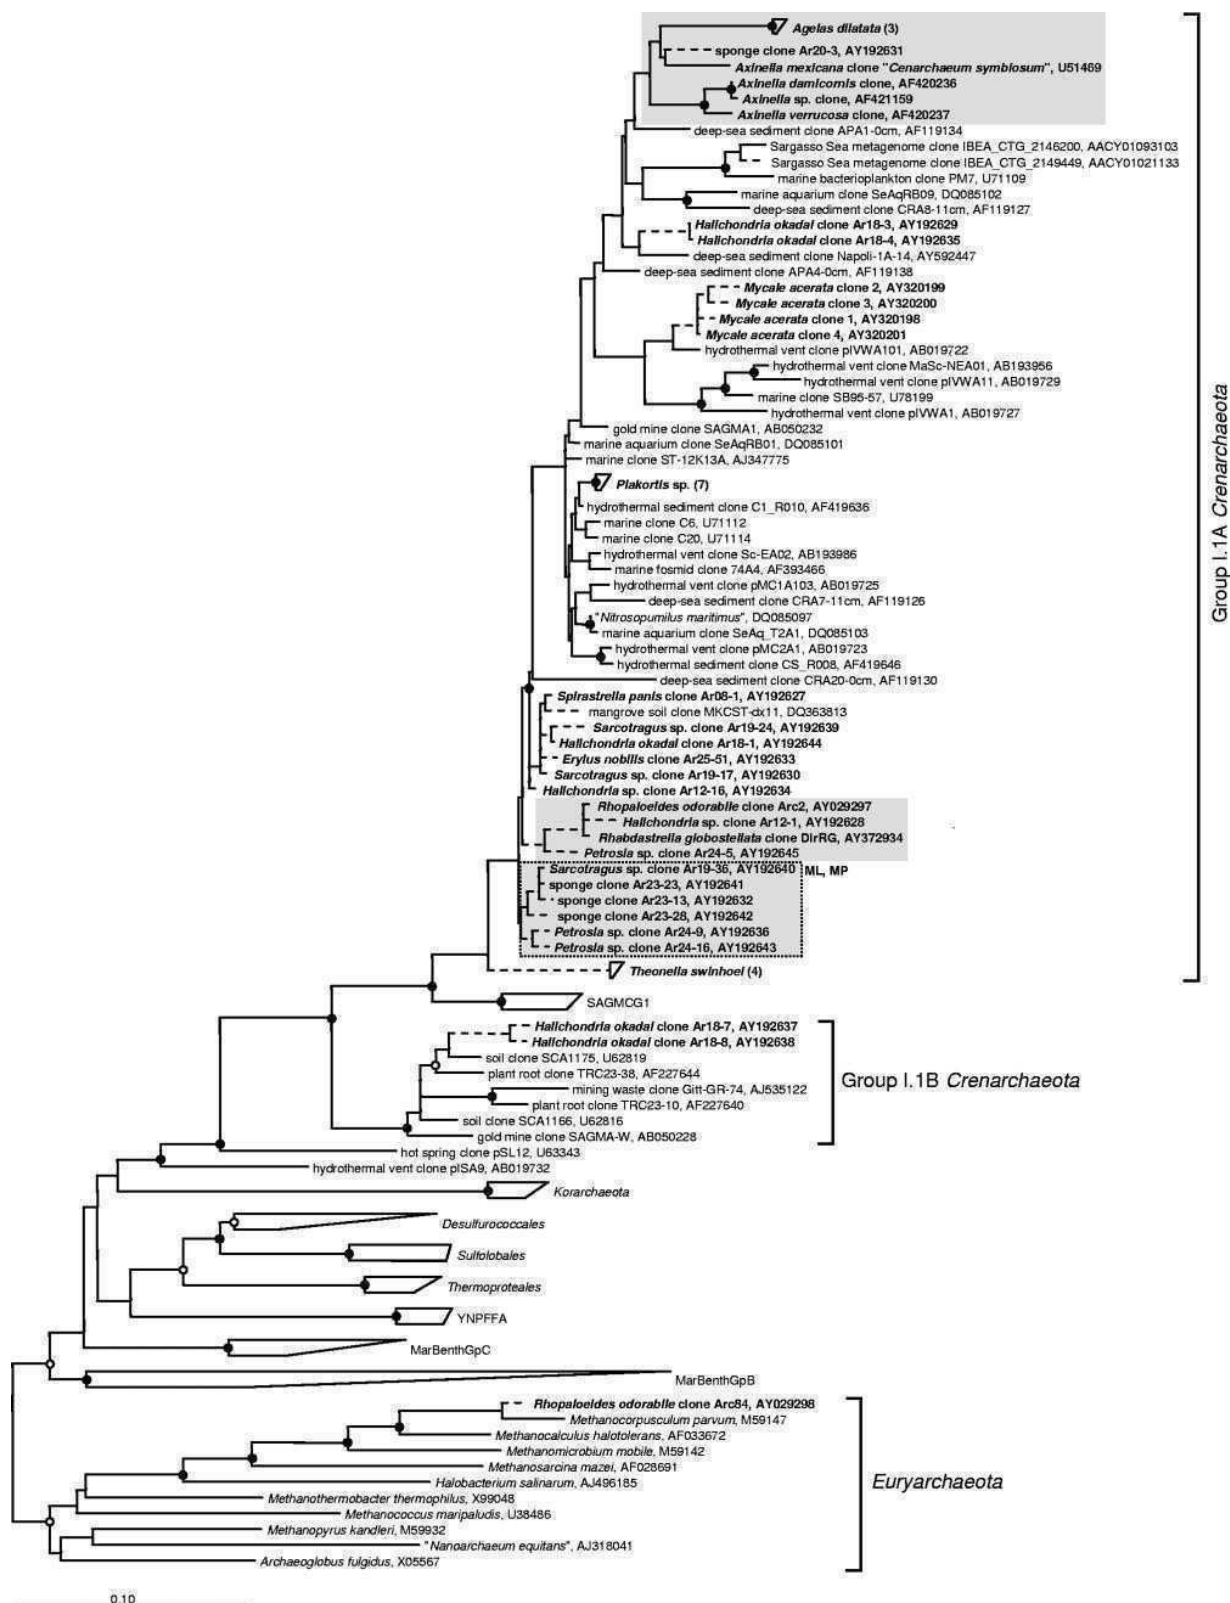 Agelas dilatata (3)
sponge clone Ar20-3, AY192631
Axinella mexicana clone "Cenarchaeum symbiosum", U51469
Axinella damicornis clone, AF420236
Axinella sp. clone, AF421159
Axinella verrucosa clone, AF420237
deep-sea sediment clone APA1-0cm, AF119134
Sargasso Sea metagenome clone IBEA_CTG_2146200, AACY01093103
Sargasso Sea metagenome clone IBEA_CTG_2149449, AACY01021133
marine bacterioplankton clone PM7, U71109
marine aquarium clone SeAqRB09, DQ085102
deep-sea sediment clone CRA8-11cm, AF119127
Halichondria okadai clone Ar18-3, AY192629
Halichondria okadai clone Ar18-4, AY192635
deep-sea sediment clone Napoli-1A-14, AY592447
deep-sea sediment clone APA4-0cm, AF119138
Mycale acerata clone 2, AY320199
Mycale acerata clone 3, AY320200
Mycale acerata clone 1, AY320198
Mycale acerata clone 4, AY320201
hydrothermal vent clone pIVWA101, AB019722
hydrothermal vent clone MaSc-NEA01, AB193956
hydrothermal vent clone pIVWA11, AB019729
marine clone SB95-57, U78199
hydrothermal vent clone pIVWA1, AB019727
gold mine clone SAGMA1, AB050232
marine aquarium clone SeAqRB01, DQ085101
marine clone ST-12K13A, AJ347775
Plakortis sp. (7)
hydrothermal sediment clone C1_R010, AF419636
marine clone C6, U71112
marine clone C20, U71114
hydrothermal vent clone Sc-EA02, AB193986
marine fosmid clone 74A4, AF393466
hydrothermal vent clone pMC1A103, AB019725
deep-sea sediment clone CRA7-11cm, AF119126
"Nitrosopumilus maritimus", DQ085097
marine aquarium clone SeAq_T2A1, DQ085103
hydrothermal vent clone pMC2A1, AB019723
hydrothermal sediment clone CS_R008, AF419646
deep-sea sediment clone CRA20-0cm, AF119130
Spirastrella panis clone Ar08-1, AY192627
mangrove soil clone MKCST-dx11, DQ363813
Sarcotragus sp. clone Ar19-24, AY192639
Halichondria okadai clone Ar18-1, AY192644
Erylus nobilis clone Ar25-51, AY192633
Sarcotragus sp. clone Ar19-17, AY192630
Halichondria sp. clone Ar12-16, AY192634
Rhopaloeides odorabile clone Arc2, AY029297
Halichondria sp. clone Ar12-1, AY192628
Rhabdastrella globostellata clone DirRG, AY372934
Petrosia sp. clone Ar24-5, AY192645
Sarcotragus sp. clone Ar19-36, AY192640 ML, MP
sponge clone Ar23-23, AY192641
sponge clone Ar23-13, AY192632
sponge clone Ar23-28, AY192642
Petrosia sp. clone Ar24-9, AY192636
Petrosia sp. clone Ar24-16, AY192643
Theonella swinhoei (4)
Group I.1A Crenarchaeota
SAGMCG1
Halichondria okadai clone Ar18-7, AY192637
Halichondria okadai clone Ar18-8, AY192638
soil clone SCA1175, U62819
plant root clone TRC23-38, AF227644
mining waste clone Gitt-GR-74, AJ535122
plant root clone TRC23-10, AF227640
soil clone SCA1166, U62816
gold mine clone SAGMA-W, AB050228
Group I.1B Crenarchaeota
hot spring clone pSL12, U63343
hydrothermal vent clone pISA9, AB019732
Korarchaeota
Desulfurococcales
Sulfolobales
Thermoproteales
YNPFFA
MarBenthGpC
MarBenthGpB
Rhopaloeides odorabile clone Arc84, AY029298
Methanocorpusculum parvum, M59147
Methanocalculus halotolerans, AF033672
Methanomicrobium mobile, M59142
Methanosarcina mazei, AF028691
Halobacterium salinarum, AJ496185
Methanothermobacter thermophilus, X99048
Methanococcus maripaludis, U38486
Methanopyrus kandleri, M59932
"Nanoarchaeum equitans", AJ318041
Archaeoglobus fulgidus, X05567
Euryarchaeota
0.10